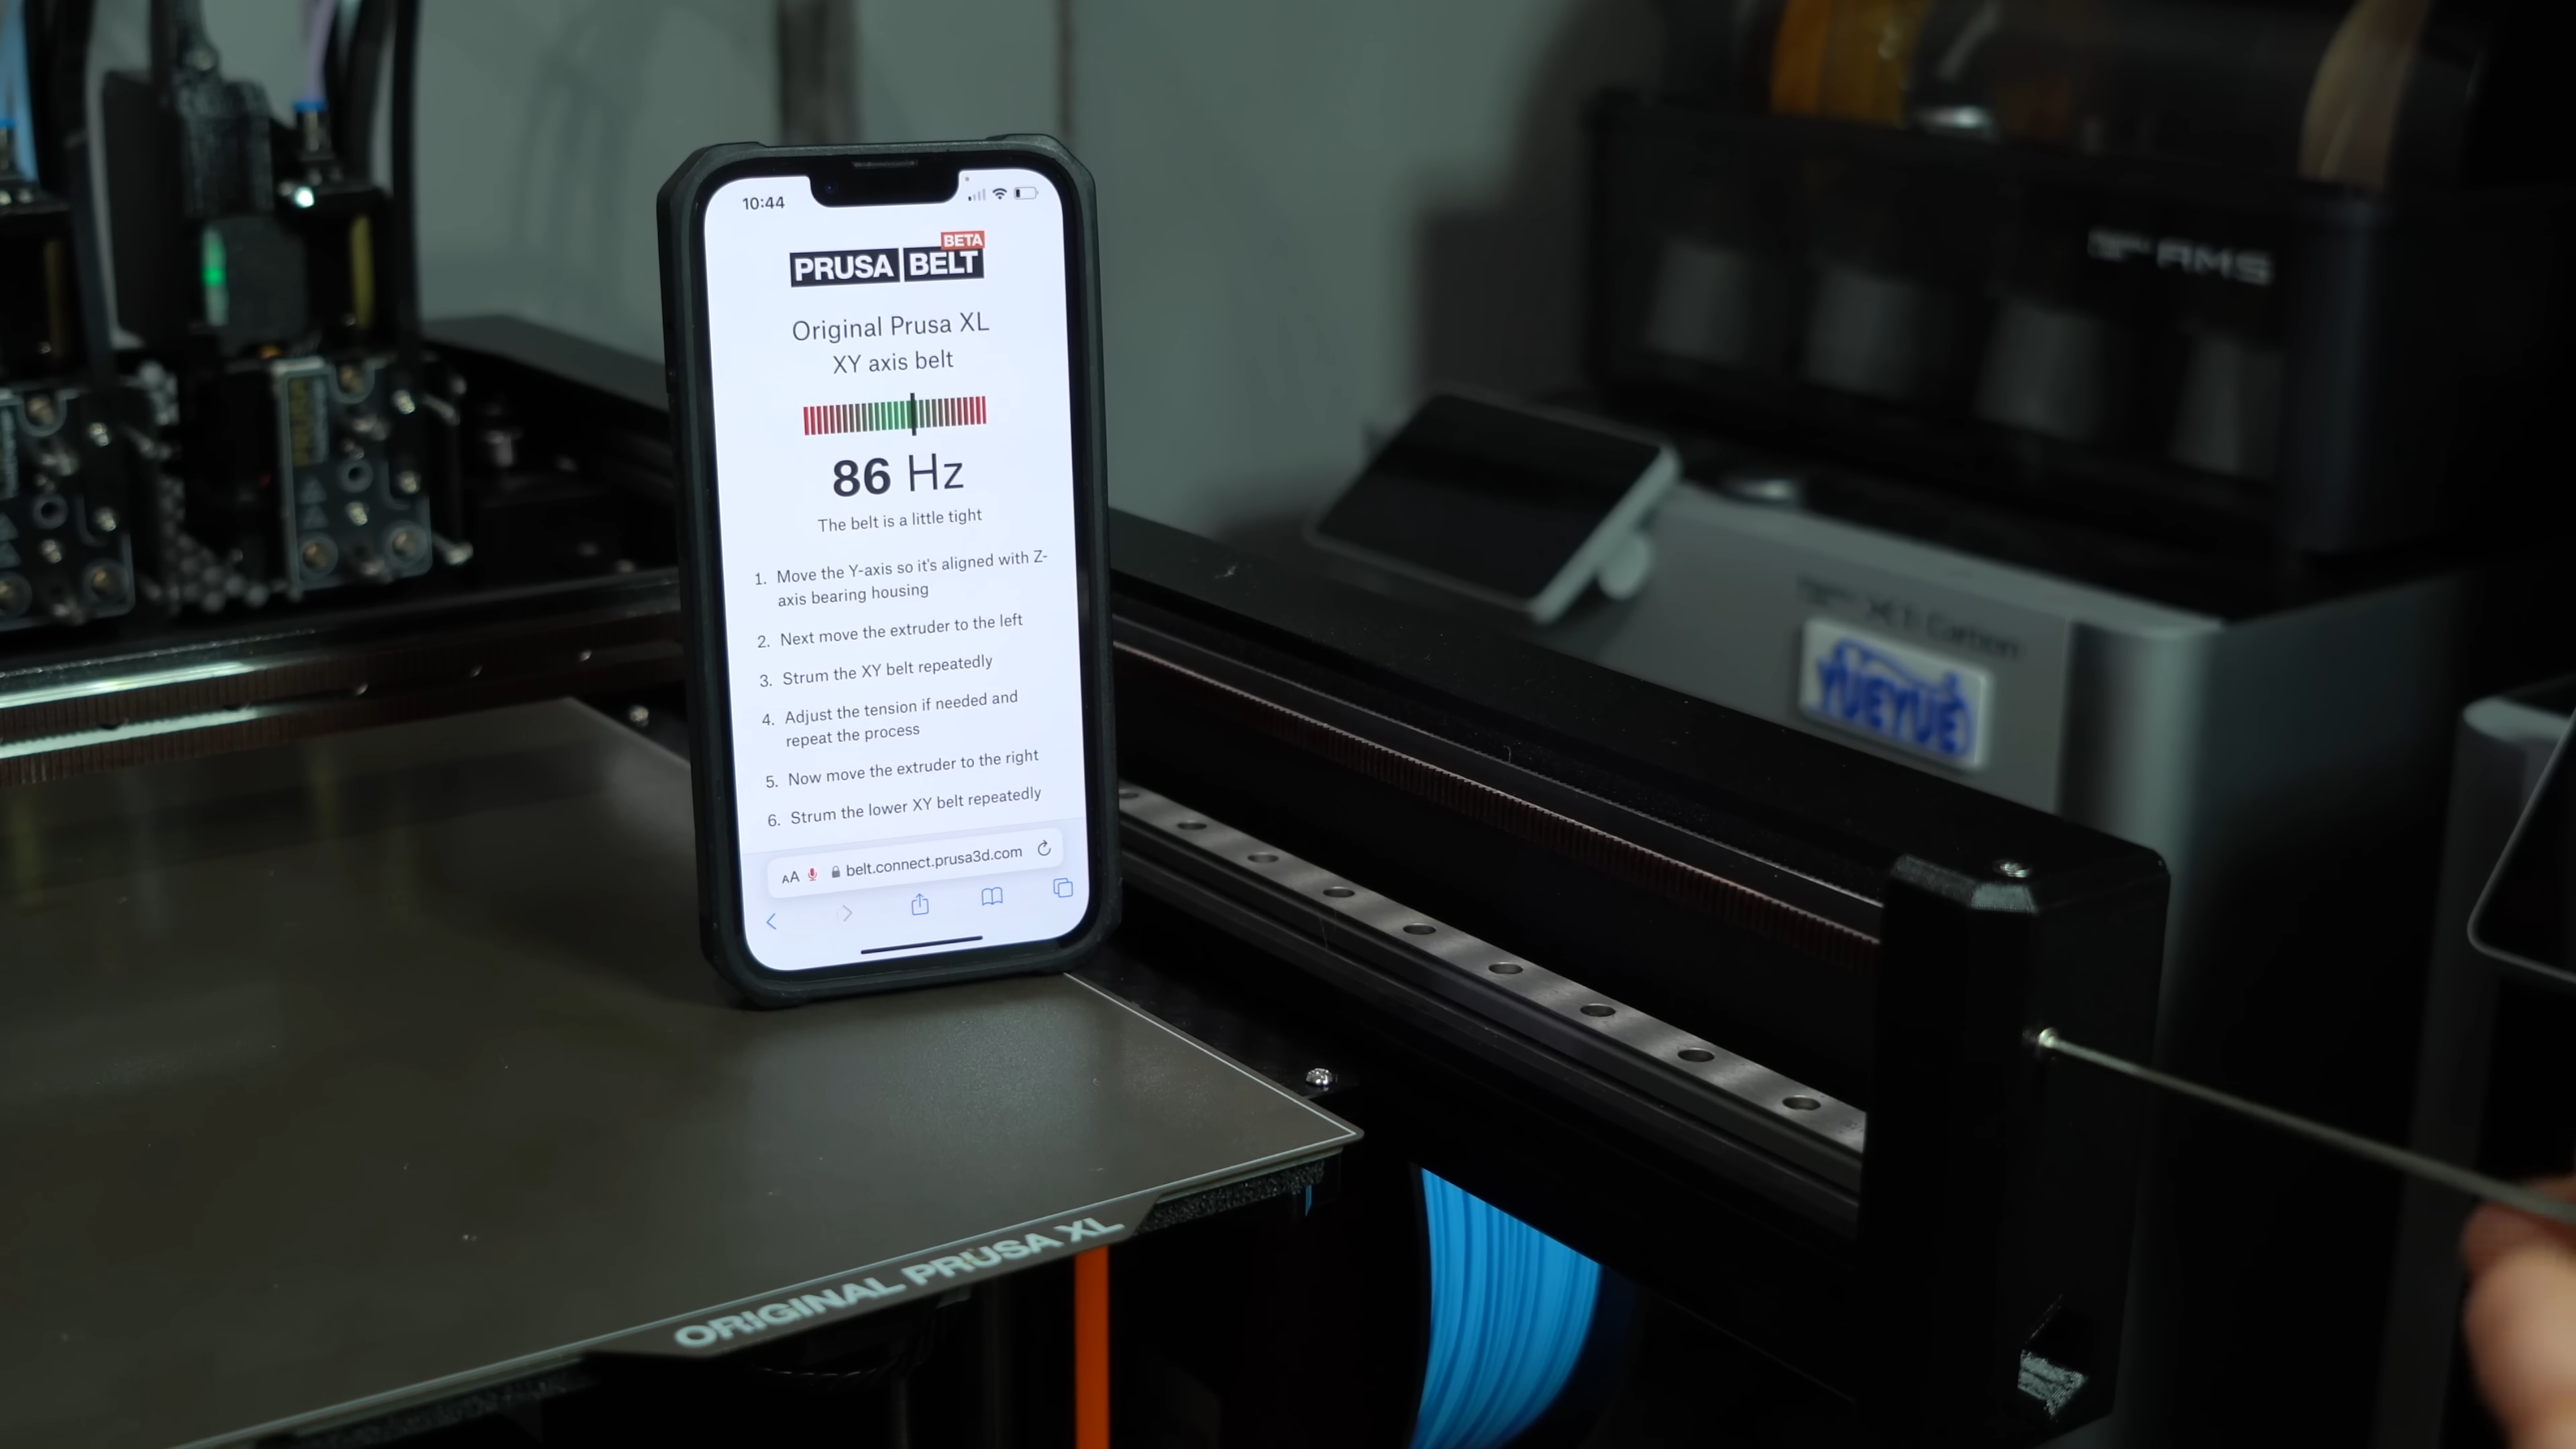 10:44
PRUSA BELT
BETA
Original Prusa XL
XY axis belt
86 Hz
The belt is a little tight
1. Move the Y-axis so it's aligned with Z-
axis bearing housing
2. Next move the extruder to the left
3. Strum the XY belt repeatedly
4. Adjust the tension if needed and
repeat the process
5. Now move the extruder to the right
6. Strum the lower XY belt repeatedly
AA belt.connect.prusa3d.com
ORIGINAL PRUSA XL
AMS
X1 Carbon
YUEYUE